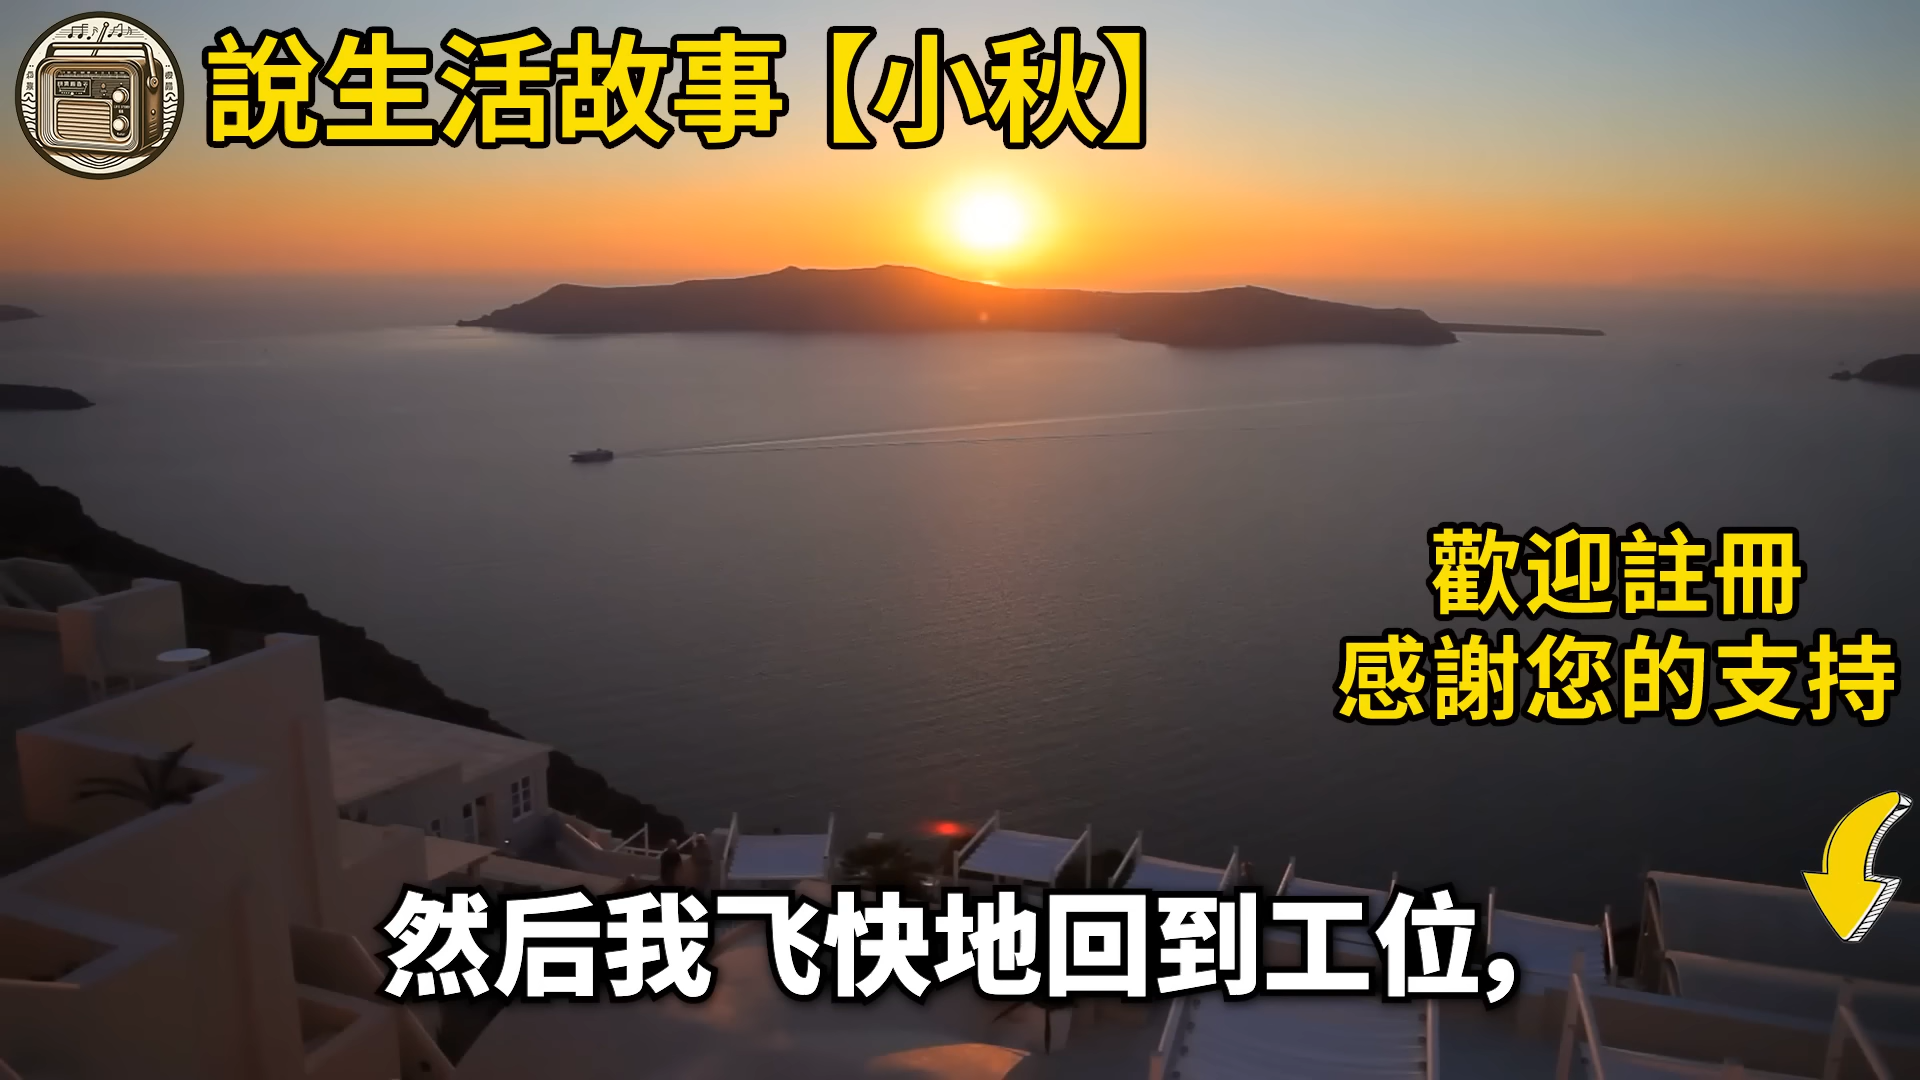 說生活故事【小秋】
歡迎註冊
感謝您的支持
然后我飞快地回到工位,